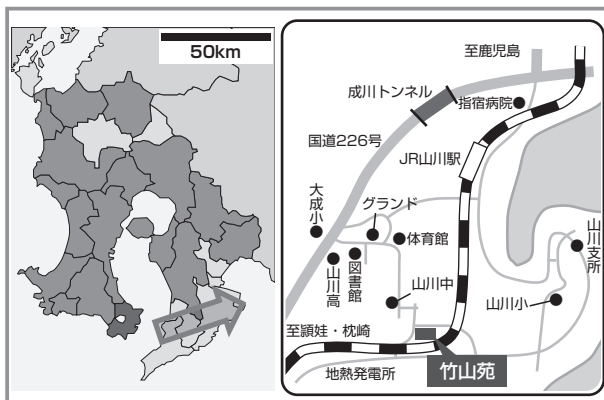 50km
至鹿児島
成川トンネル
指宿病院
国道226号
JR山川駅
大成小
グランド
体育館
山川支所
図書館
山川高
山川中
山川小
至頴娃・枕崎
竹山苑
地熱発電所